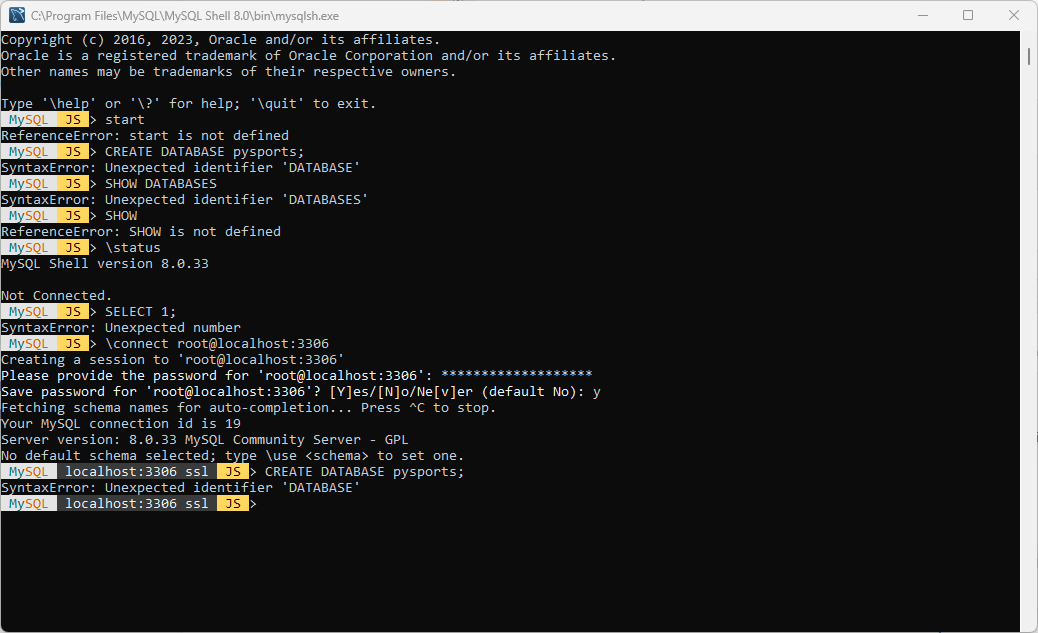 C:\Program Files\MySQL\MySQL Shell 8.0\bin\mysqlsh.exe
Copyright (c) 2016, 2023, Oracle and/or its affiliates.
Oracle is a registered trademark of Oracle Corporation and/or its affiliates.
Other names may be trademarks of their respective owners.
Type '\help' or '\?' for help; '\quit' to exit.
MySQL JS > start
ReferenceError: start is not defined
MySQL JS > CREATE DATABASE pysports;
SyntaxError: Unexpected identifier 'DATABASE'
MySQL JS > SHOW DATABASES
SyntaxError: Unexpected identifier 'DATABASES'
MySQL JS > SHOW
ReferenceError: SHOW is not defined
MySQL JS > \status
MySQL Shell version 8.0.33
Not Connected.
MySQL JS > SELECT 1;
SyntaxError: Unexpected number
MySQL JS > \connect root@localhost:3306
Creating a session to 'root@localhost:3306'
Please provide the password for 'root@localhost:3306': *******************
Save password for 'root@localhost:3306'? [Y]es/[N]o/Ne[v]er (default No): y
Fetching schema names for auto-completion... Press ^C to stop.
Your MySQL connection id is 19
Server version: 8.0.33 MySQL Community Server - GPL
No default schema selected; type \use <schema> to set one.
MySQL localhost:3306 ssl JS > CREATE DATABASE pysports;
SyntaxError: Unexpected identifier 'DATABASE'
MySQL localhost:3306 ssl JS >